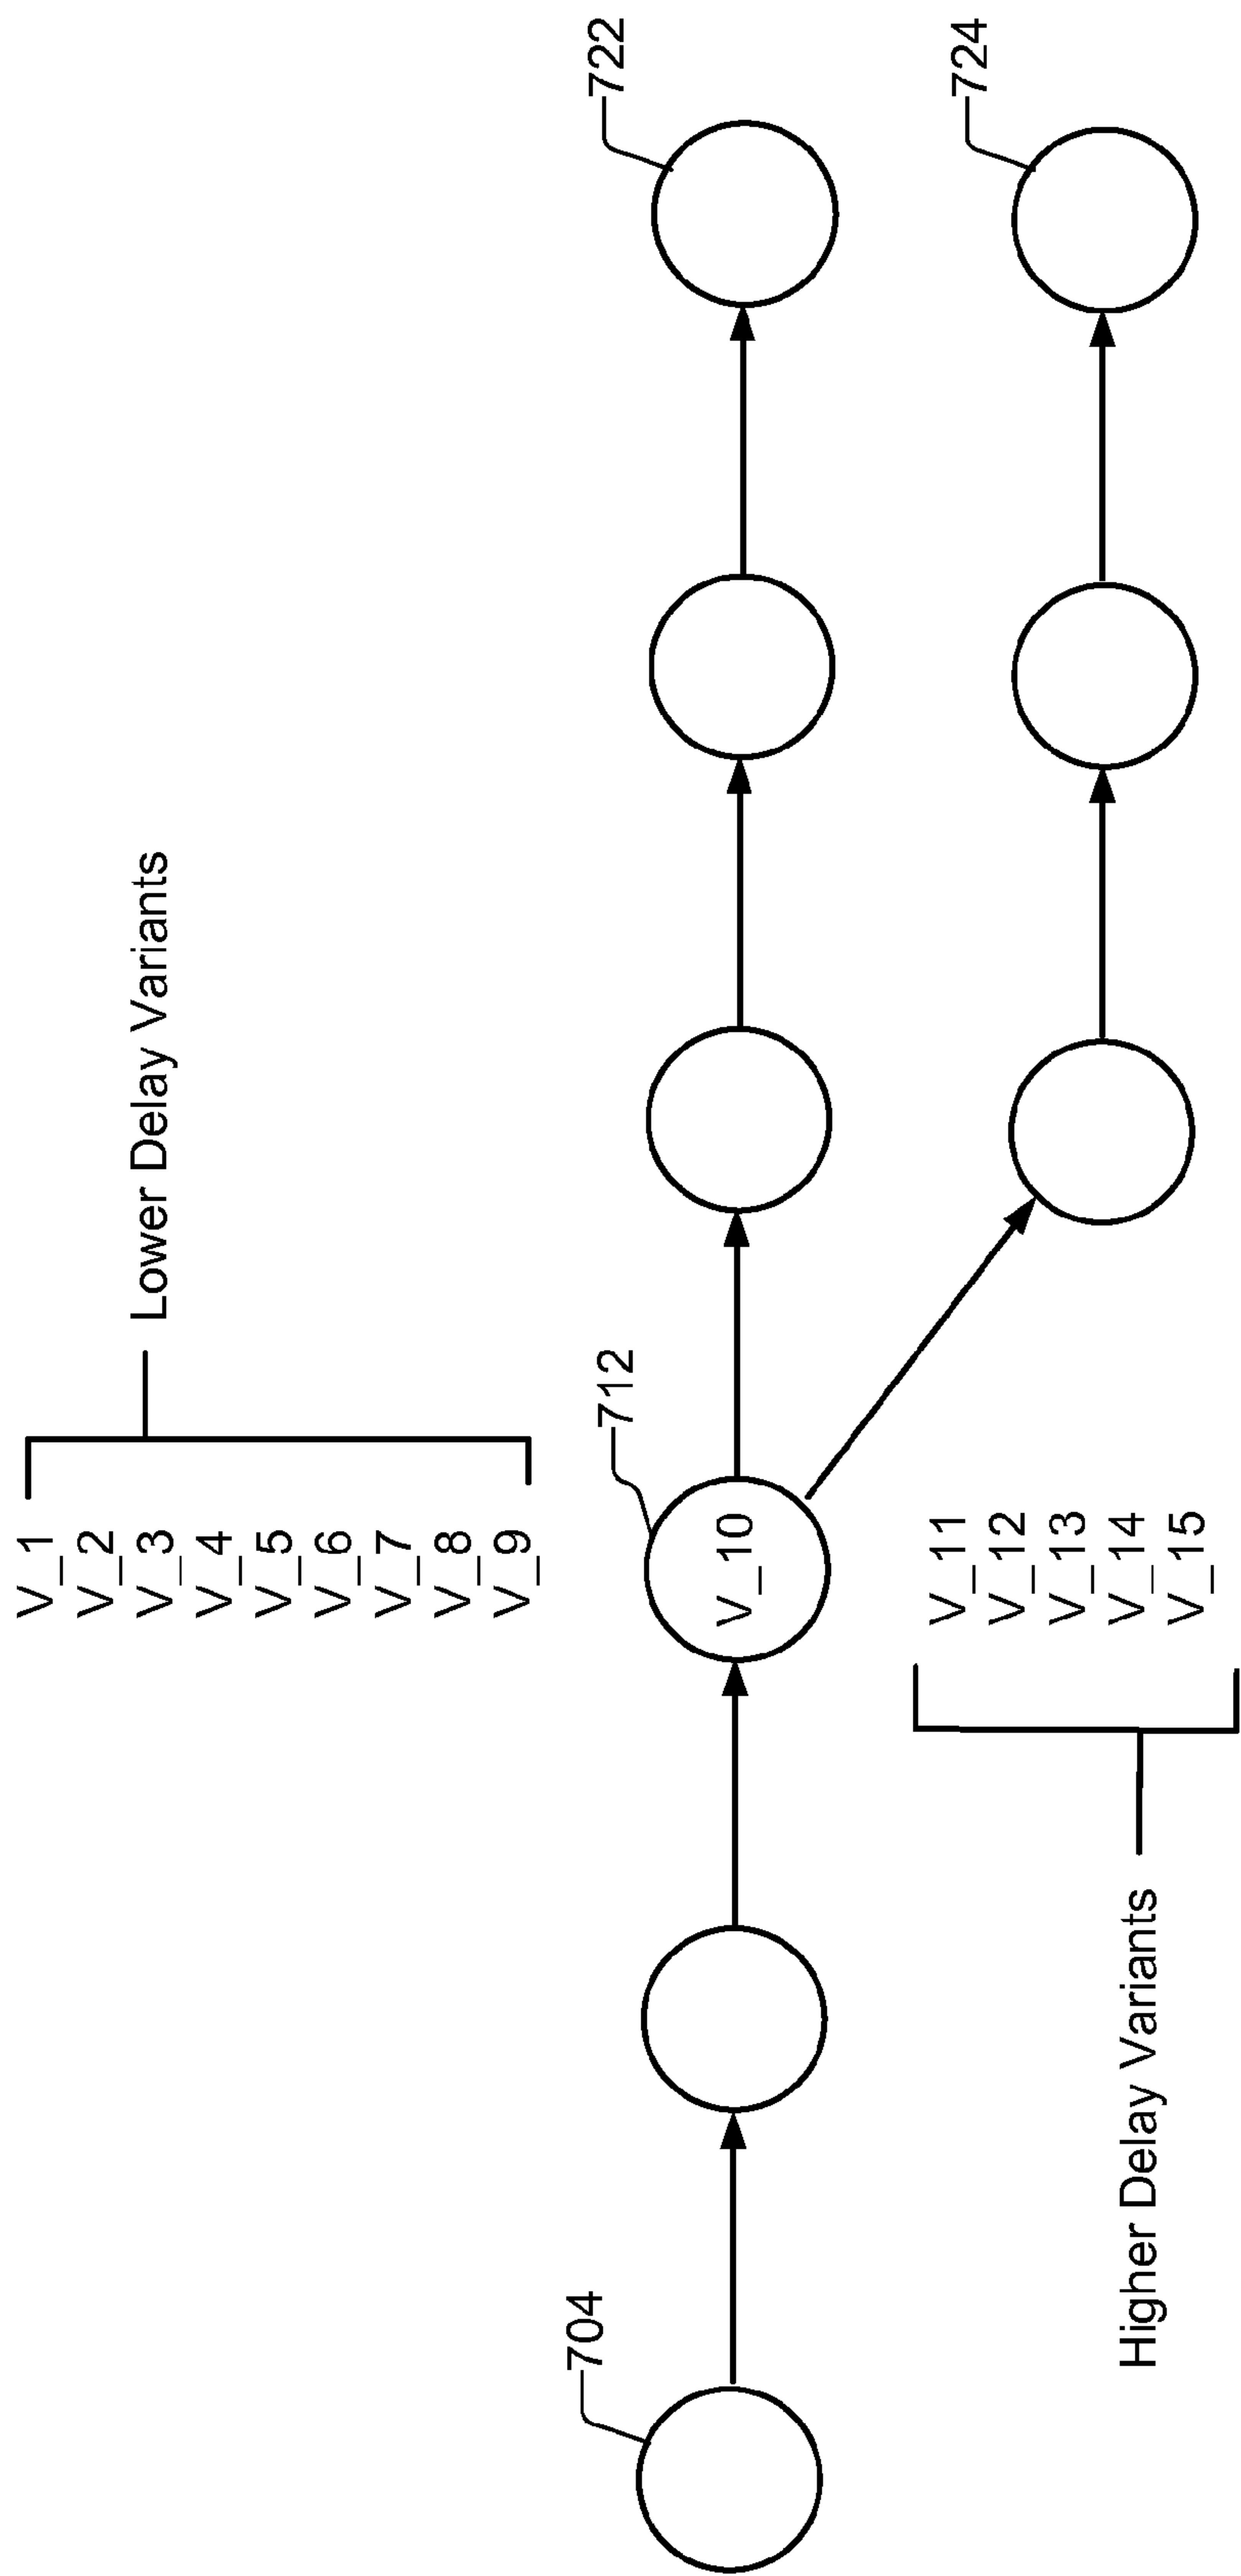 V_1
V_2
V_3
V_4
V_5
V_6
V_7
V_8
V_9
Lower Delay Variants
704
712
722
V_10
724
V_11
V_12
V_13
V_14
V_15
Higher Delay Variants